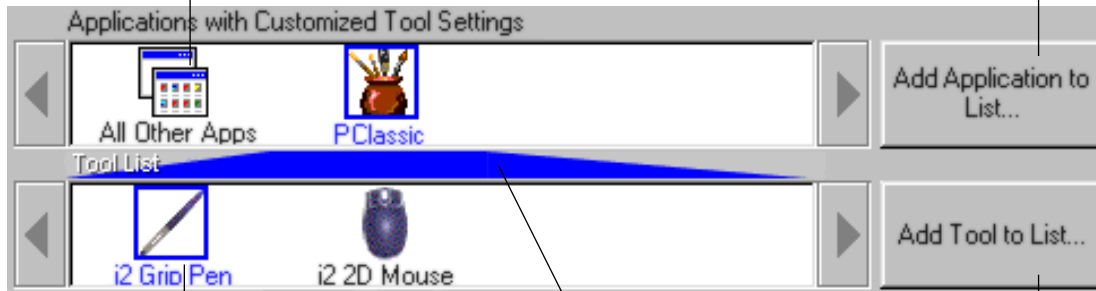 Applications with Customized Tool Settings
All Other Apps
PClassic
Add Application to
List...
Tool List
i2 Grip Pen
i2 2D Mouse
Add Tool to List...